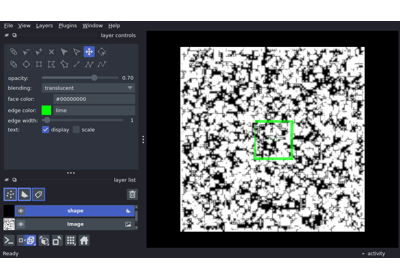 File View Layers Plugins Window Help
layer controls
opacity: 0.70
blending: translucent
face color: #00000000
edge color: lime
edge width: 1
text: display scale
layer list
shape
Image
Ready activity